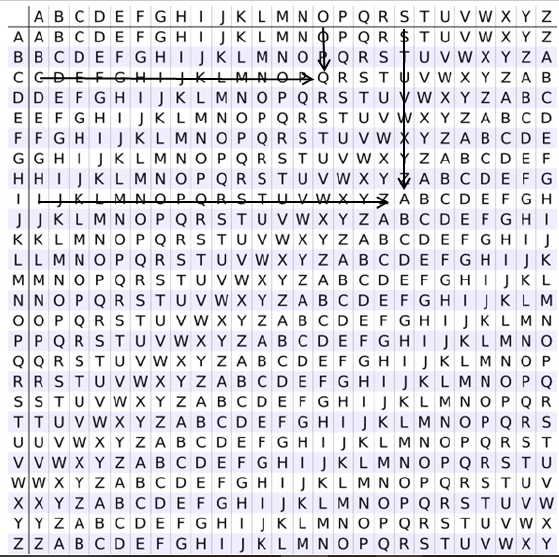 A B C D E F G H I J K L M N O P Q R S T U V W X Y Z
A A B C D E F G H I J K L M N O P Q R S T U V W X Y Z
B B C D E F G H I J K L M N O P Q R S T U V W X Y Z A
C C D E F G H I J K L M N O P Q R S T U V W X Y Z A B
D D E F G H I J K L M N O P Q R S T U V W X Y Z A B C
E E F G H I J K L M N O P Q R S T U V W X Y Z A B C D
F F G H I J K L M N O P Q R S T U V W X Y Z A B C D E
G G H I J K L M N O P Q R S T U V W X Y Z A B C D E F
H H I J K L M N O P Q R S T U V W X Y Z A B C D E F G
I I J K L M N O P Q R S T U V W X Y Z A B C D E F G H
J J K L M N O P Q R S T U V W X Y Z A B C D E F G H I
K K L M N O P Q R S T U V W X Y Z A B C D E F G H I J
L L M N O P Q R S T U V W X Y Z A B C D E F G H I J K
M M N O P Q R S T U V W X Y Z A B C D E F G H I J K L
N N O P Q R S T U V W X Y Z A B C D E F G H I J K L M
O O P Q R S T U V W X Y Z A B C D E F G H I J K L M N
P P Q R S T U V W X Y Z A B C D E F G H I J K L M N O
Q Q R S T U V W X Y Z A B C D E F G H I J K L M N O P
R R S T U V W X Y Z A B C D E F G H I J K L M N O P Q
S S T U V W X Y Z A B C D E F G H I J K L M N O P Q R
T T U V W X Y Z A B C D E F G H I J K L M N O P Q R S
U U V W X Y Z A B C D E F G H I J K L M N O P Q R S T
V V W X Y Z A B C D E F G H I J K L M N O P Q R S T U
W W X Y Z A B C D E F G H I J K L M N O P Q R S T U V
X X Y Z A B C D E F G H I J K L M N O P Q R S T U V W
Y Y Z A B C D E F G H I J K L M N O P Q R S T U V W X
Z Z A B C D E F G H I J K L M N O P Q R S T U V W X Y